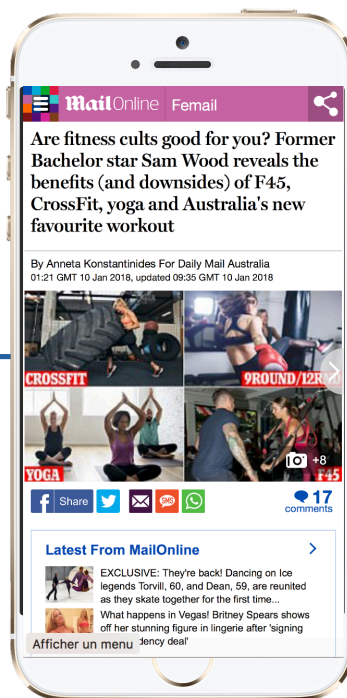 Mail Online Femail
Are fitness cults good for you? Former
Bachelor star Sam Wood reveals the
benefits (and downsides) of F45,
CrossFit, yoga and Australia's new
favourite workout
By Anneta Konstantinides For Daily Mail Australia
01:21 GMT 10 Jan 2018, updated 09:35 GMT 10 Jan 2018
CROSSFIT
9ROUND/12RND
YOGA
+8
F45
f Share
SMS
17
comments
Latest From MailOnline
EXCLUSIVE: They're back! Dancing on Ice
legends Torvill, 60, and Dean, 59, are reunited
as they skate together for the first time...
What happens in Vegas! Britney Spears shows
off her stunning figure in lingerie after 'signing
dency deal'
Afficher un menu